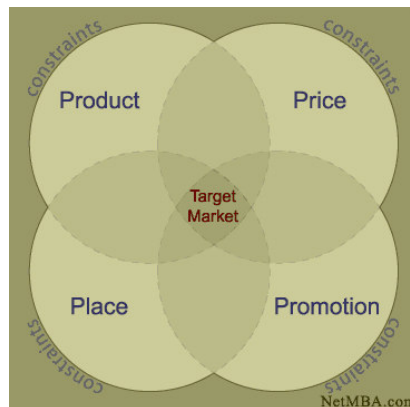 constraints
constraints
Product
Price
Target
Market
Place
Promotion
constraints
constraints
NetMBA.com